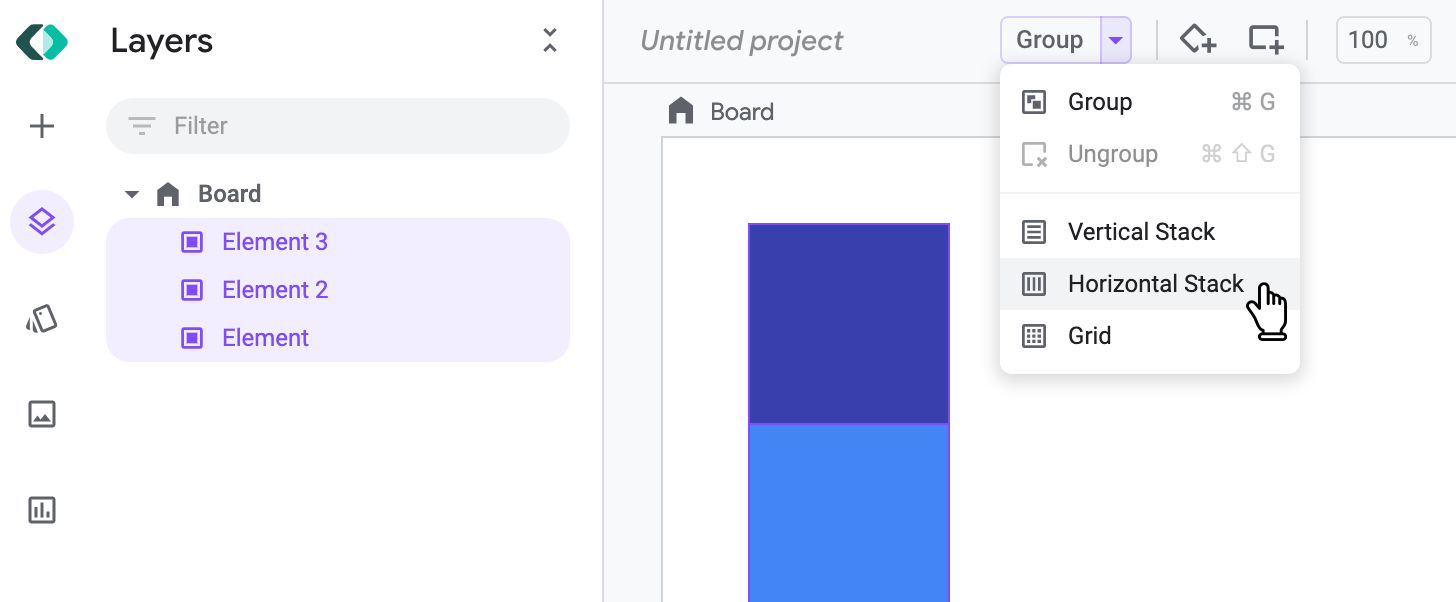 Layers
Filter
Board
Element 3
Element 2
Element
Untitled project
Group
100 %
Board
Group ⌘ G
Ungroup ⌘ ⇧ G
Vertical Stack
Horizontal Stack
Grid